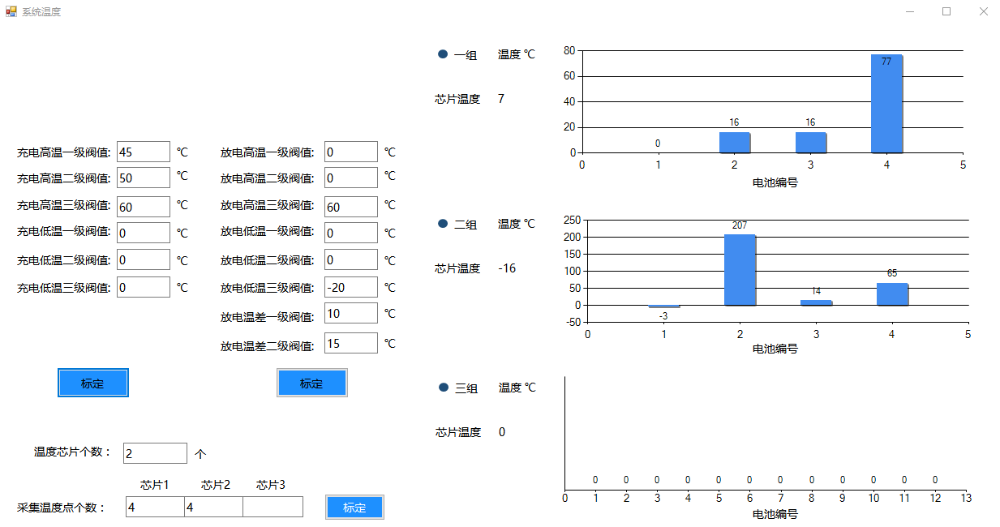 系统温度
充电高温一级阀值: 45 ℃
充电高温二级阀值: 50 ℃
充电高温三级阀值: 60 ℃
充电低温一级阀值: 0 ℃
充电低温二级阀值: 0 ℃
充电低温三级阀值: 0 ℃
标定
放电高温一级阀值: 0 ℃
放电高温二级阀值: 0 ℃
放电高温三级阀值: 60 ℃
放电低温一级阀值: 0 ℃
放电低温二级阀值: 0 ℃
放电低温三级阀值: -20 ℃
放电温差一级阀值: 10 ℃
放电温差二级阀值: 15 ℃
标定
温度芯片个数： 2 个
芯片1 芯片2 芯片3
采集温度点个数： 4 4 标定
一组 温度 ℃
芯片温度 7
80
60
40
20
0
0 16 16 77
0 1 2 3 4 5
电池编号
二组 温度 ℃
芯片温度 -16
250
200
150
100
50
0
-50
-3 207 14 65
0 1 2 3 4 5
电池编号
三组 温度 ℃
芯片温度 0
0 0 0 0 0 0 0 0 0 0 0 0
0 1 2 3 4 5 6 7 8 9 10 11 12 13
电池编号